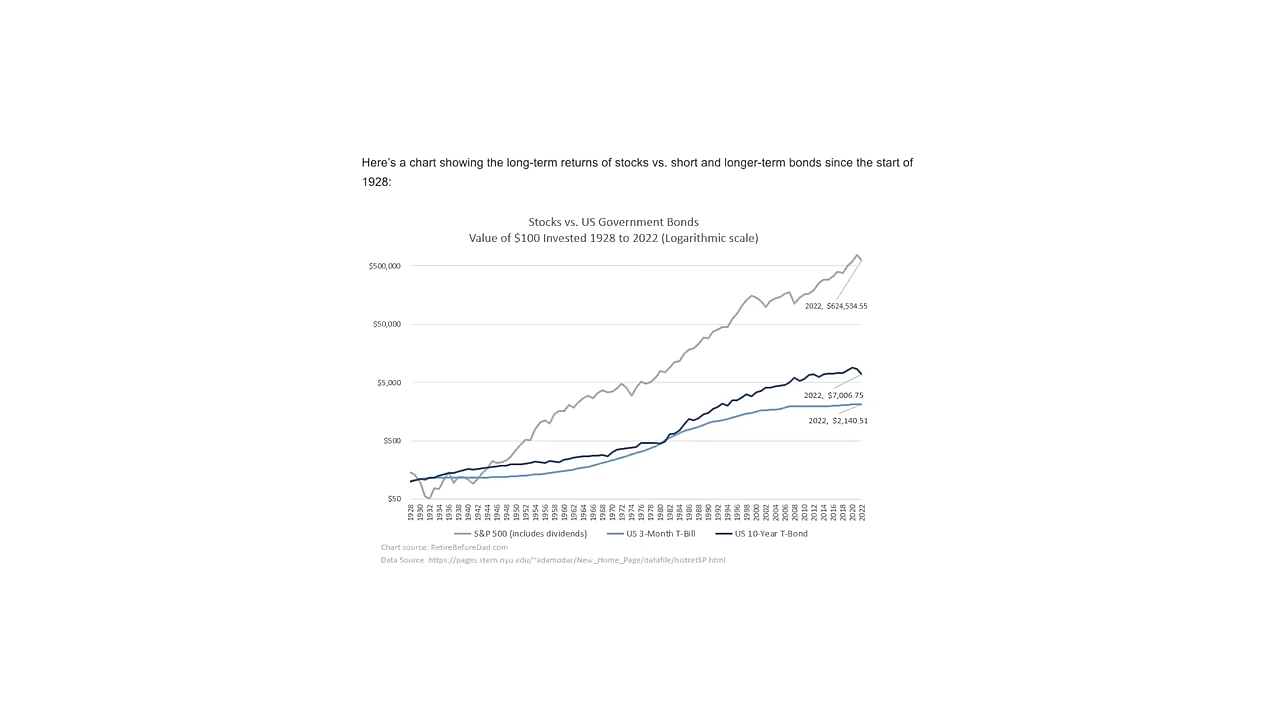 Here's a chart showing the long-term returns of stocks vs. short and longer-term bonds since the start of
1928:
Stocks vs. US Government Bonds
Value of $100 Invested 1928 to 2022 (Logarithmic scale)
$500,000
2022, $624,534.55
$50,000
$5,000
2022, $7,006.75
2022, $2,140.51
$500
$50
1928 1930 1932 1934 1936 1938 1940 1942 1944 1946 1948 1950 1952 1954 1956 1958 1960 1962 1964 1966 1968 1970 1972 1974 1976 1978 1980 1982 1984 1986 1988 1990 1992 1994 1996 1998 2000 2002 2004 2006 2008 2010 2012 2014 2016 2018 2020 2022
S&P 500 (includes dividends) US 3-Month T-Bill US 10-Year T-Bond
Chart source: RetireBeforeDad.com
Data Source https://pages.stern.nyu.edu/~adamodar/New_Home_Page/datafile/histretSP.html